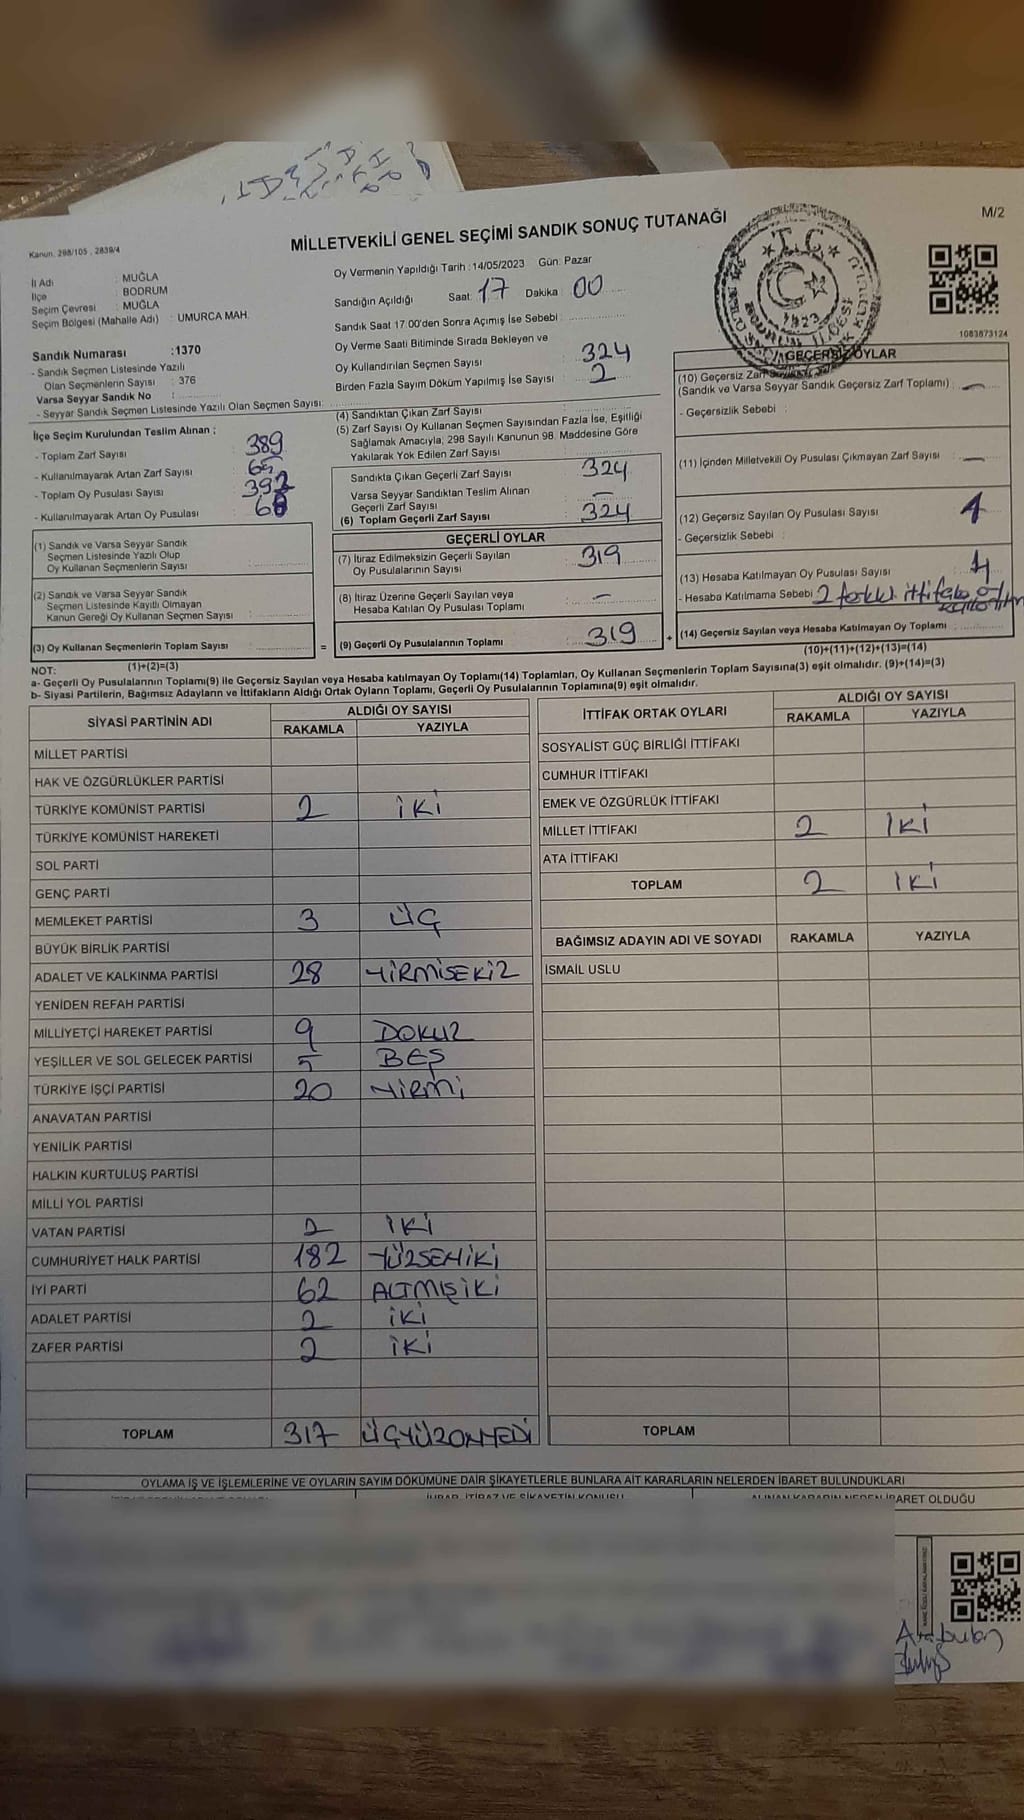 M/2
Kanun. 298/105 , 2839/4
MİLLETVEKİLİ GENEL SEÇİMİ SANDIK SONUÇ TUTANAĞI
İl Adı : MUĞLA
İlçe : BODRUM
Seçim Çevresi : MUĞLA
Seçim Bölgesi (Mahalle Adı) : UMURCA MAH.
Sandık Numarası :1370
- Sandık Seçmen Listesinde Yazılı
Olan Seçmenlerin Sayısı : 376
Varsa Seyyar Sandık No :
- Seyyar Sandık Seçmen Listesinde Yazılı Olan Seçmen Sayısı:
Oy Vermenin Yapıldığı Tarih : 14/05/2023 Gün: Pazar
Sandığın Açıldığı Saat: 17 Dakika : 00
Sandık Saat 17.00'den Sonra Açımış İse Sebebi :
Oy Verme Saati Bitiminde Sırada Bekleyen ve
Oy Kullandırılan Seçmen Sayısı : 324
Birden Fazla Sayım Döküm Yapılmış İse Sayısı : 2
T.C.
1923
1083873124
İlçe Seçim Kurulundan Teslim Alınan ;
- Toplam Zarf Sayısı : 389
- Kullanılmayarak Artan Zarf Sayısı : 65
- Toplam Oy Pusulası Sayısı : 392
- Kullanılmayarak Artan Oy Pusulası : 68
(1) Sandık ve Varsa Seyyar Sandık
Seçmen Listesinde Yazılı Olup
Oy Kullanan Seçmenlerin Sayısı :
(2) Sandık ve Varsa Seyyar Sandık
Seçmen Listesinde Kayıtlı Olmayan
Kanun Gereği Oy Kullanan Seçmen Sayısı :
(3) Oy Kullanan Seçmenlerin Toplam Sayısı :
(1)+(2)=(3)
(4) Sandıktan Çıkan Zarf Sayısı
(5) Zarf Sayısı Oy Kullanan Seçmen Sayısından Fazla İse, Eşitliği
Sağlamak Amacıyla; 298 Sayılı Kanunun 98. Maddesine Göre
Yakılarak Yok Edilen Zarf Sayısı :
Sandıkta Çıkan Geçerli Zarf Sayısı : 324
Varsa Seyyar Sandıktan Teslim Alınan
Geçerli Zarf Sayısı : -
(6) Toplam Geçerli Zarf Sayısı : 324
GEÇERLİ OYLAR
(7) İtiraz Edilmeksizin Geçerli Sayılan
Oy Pusulalarının Sayısı : 319
(8) İtiraz Üzerine Geçerli Sayılan veya
Hesaba Katılan Oy Pusulası Toplamı : -
= (9) Geçerli Oy Pusulalarının Toplamı : 319 +
GEÇERSİZ OYLAR
(10) Geçersiz Zarf
(Sandık ve Varsa Seyyar Sandık Geçersiz Zarf Toplamı) : -
- Geçersizlik Sebebi :
(11) İçinden Milletvekili Oy Pusulası Çıkmayan Zarf Sayısı : -
(12) Geçersiz Sayılan Oy Pusulası Sayısı : 1
- Geçersizlik Sebebi :
(13) Hesaba Katılmayan Oy Pusulası Sayısı : 4
- Hesaba Katılmama Sebebi : 2 farklı ittifaka oy
(14) Geçersiz Sayılan veya Hesaba Katılmayan Oy Toplamı :
(10)+(11)+(12)+(13)=(14)
NOT:
a- Geçerli Oy Pusulalarının Toplamı(9) ile Geçersiz Sayılan veya Hesaba katılmayan Oy Toplamı(14) Toplamları, Oy Kullanan Seçmenlerin Toplam Sayısına(3) eşit olmalıdır. (9)+(14)=(3)
b- Siyasi Partilerin, Bağımsız Adayların ve İttifakların Aldığı Ortak Oyların Toplamı, Geçerli Oy Pusulalarının Toplamına(9) eşit olmalıdır.
SİYASİ PARTİNİN ADI ALDIĞI OY SAYISI
RAKAMLA YAZIYLA
MİLLET PARTİSİ
HAK VE ÖZGÜRLÜKLER PARTİSİ
TÜRKİYE KOMÜNİST PARTİSİ 2 İKİ
TÜRKİYE KOMÜNİST HAREKETİ
SOL PARTİ
GENÇ PARTİ
MEMLEKET PARTİSİ 3 ÜÇ
BÜYÜK BİRLİK PARTİSİ
ADALET VE KALKINMA PARTİSİ 28 YİRMİSEKİZ
YENİDEN REFAH PARTİSİ
MİLLİYETÇİ HAREKET PARTİSİ 9 DOKUZ
YEŞİLLER VE SOL GELECEK PARTİSİ 5 BEŞ
TÜRKİYE İŞÇİ PARTİSİ 20 YİRMİ
ANAVATAN PARTİSİ
YENİLİK PARTİSİ
HALKIN KURTULUŞ PARTİSİ
MİLLİ YOL PARTİSİ
VATAN PARTİSİ 2 İKİ
CUMHURİYET HALK PARTİSİ 182 YÜZSENİKİ
İYİ PARTİ 62 ALTMIŞİKİ
ADALET PARTİSİ 2 İKİ
ZAFER PARTİSİ 2 İKİ
TOPLAM 317 ÜÇYÜZONYEDİ
İTTİFAK ORTAK OYLARI ALDIĞI OY SAYISI
RAKAMLA YAZIYLA
SOSYALİST GÜÇ BİRLİĞİ İTTİFAKI
CUMHUR İTTİFAKI
EMEK VE ÖZGÜRLÜK İTTİFAKI
MİLLET İTTİFAKI 2 İKİ
ATA İTTİFAKI
TOPLAM 2 İKİ
BAĞIMSIZ ADAYIN ADI VE SOYADI RAKAMLA YAZIYLA
İSMAİL USLU
TOPLAM
OYLAMA İŞ VE İŞLEMLERİNE VE OYLARIN SAYIM DÖKÜMÜNE DAİR ŞİKAYETLERLE BUNLARA AİT KARARLARIN NELERDEN İBARET BULUNDUKLARI
İTİRAZ VE ŞİKAYETİN KONUSU ALINAN KARARIN NEDEN İBARET OLDUĞU